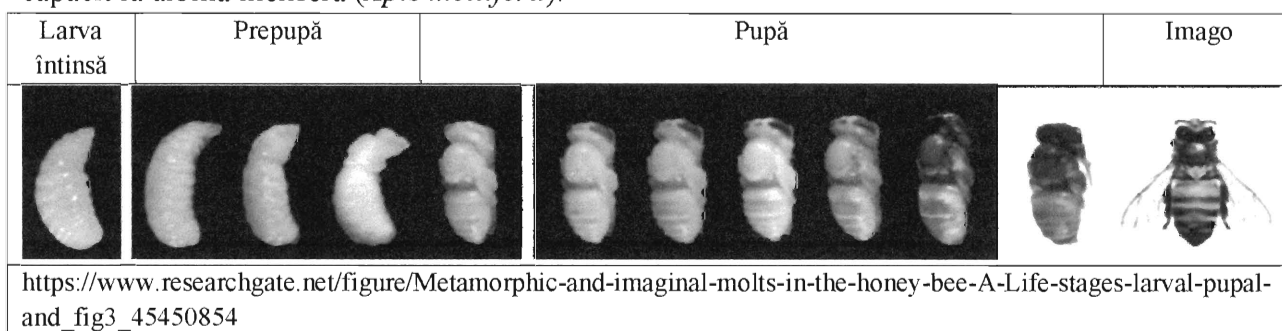 Larva
întinsă
Prepupă
Pupă
Imago
https://www.researchgate.net/figure/Metamorphic-and-imaginal-molts-in-the-honey-bee-A-Life-stages-larval-pupal-
and_fig3_45450854